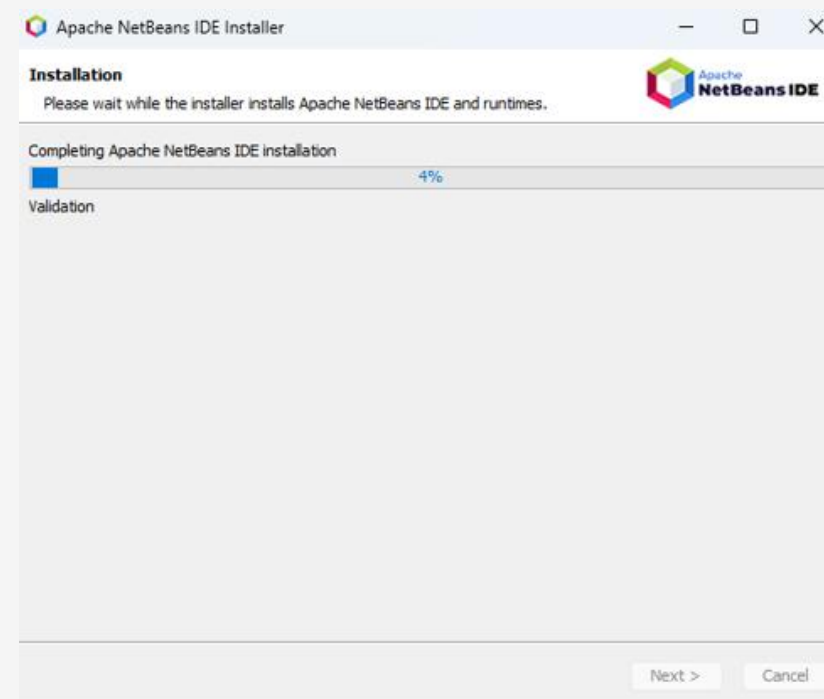 Apache NetBeans IDE Installer
Installation
Please wait while the installer installs Apache NetBeans IDE and runtimes.
Apache
NetBeans IDE
Completing Apache NetBeans IDE installation
4%
Validation
Next >
Cancel